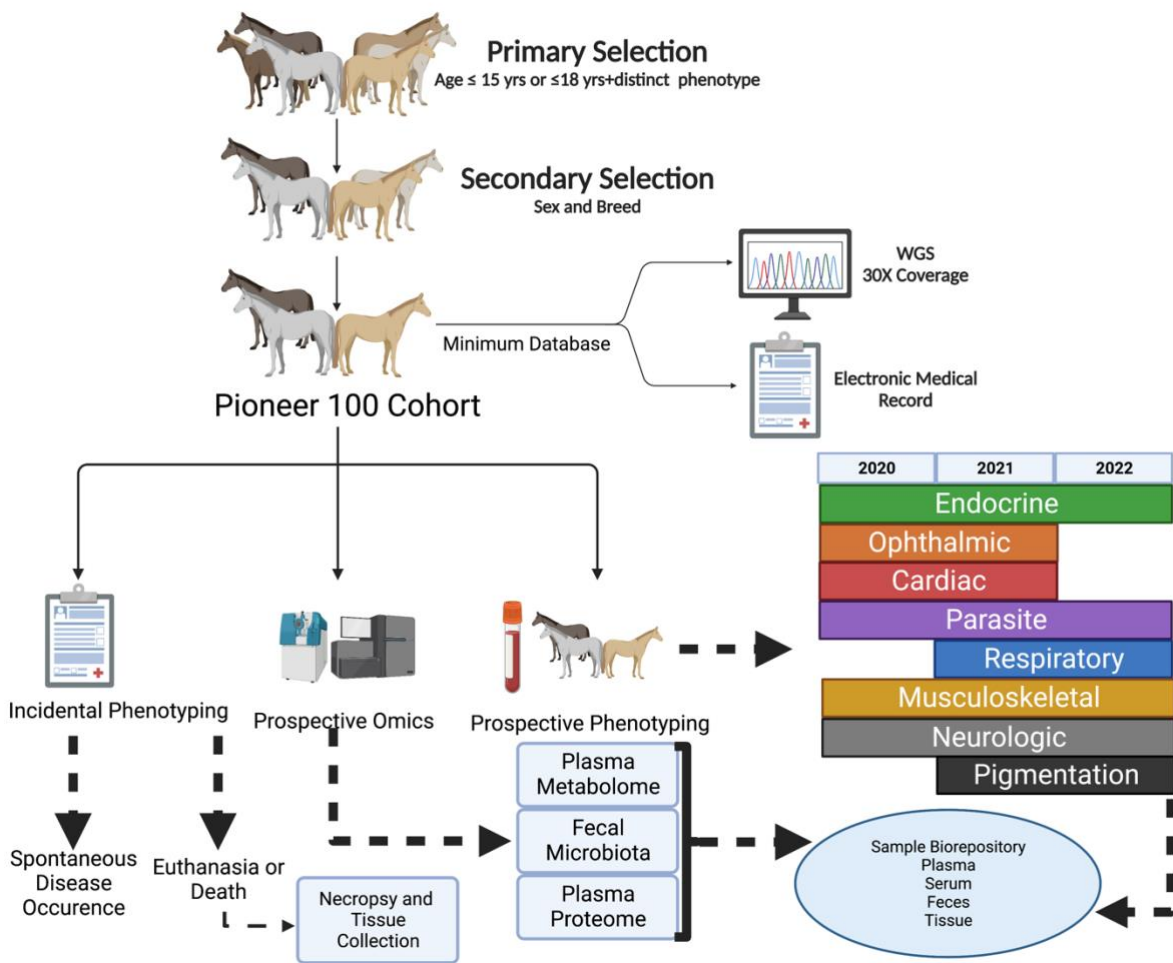 Primary Selection
Age ≤ 15 yrs or ≤18 yrs+distinct phenotype
Secondary Selection
Sex and Breed
WGS
30X Coverage
Minimum Database
Electronic Medical
Record
Pioneer 100 Cohort
2020
2021
2022
Endocrine
Ophthalmic
Cardiac
Parasite
Respiratory
Musculoskeletal
Neurologic
Pigmentation
Incidental Phenotyping
Prospective Omics
Prospective Phenotyping
Plasma
Metabolome
Fecal
Microbiota
Plasma
Proteome
Spontaneous
Disease
Occurence
Euthanasia or
Death
Necropsy and
Tissue
Collection
Sample Biorepository
Plasma
Serum
Feces
Tissue